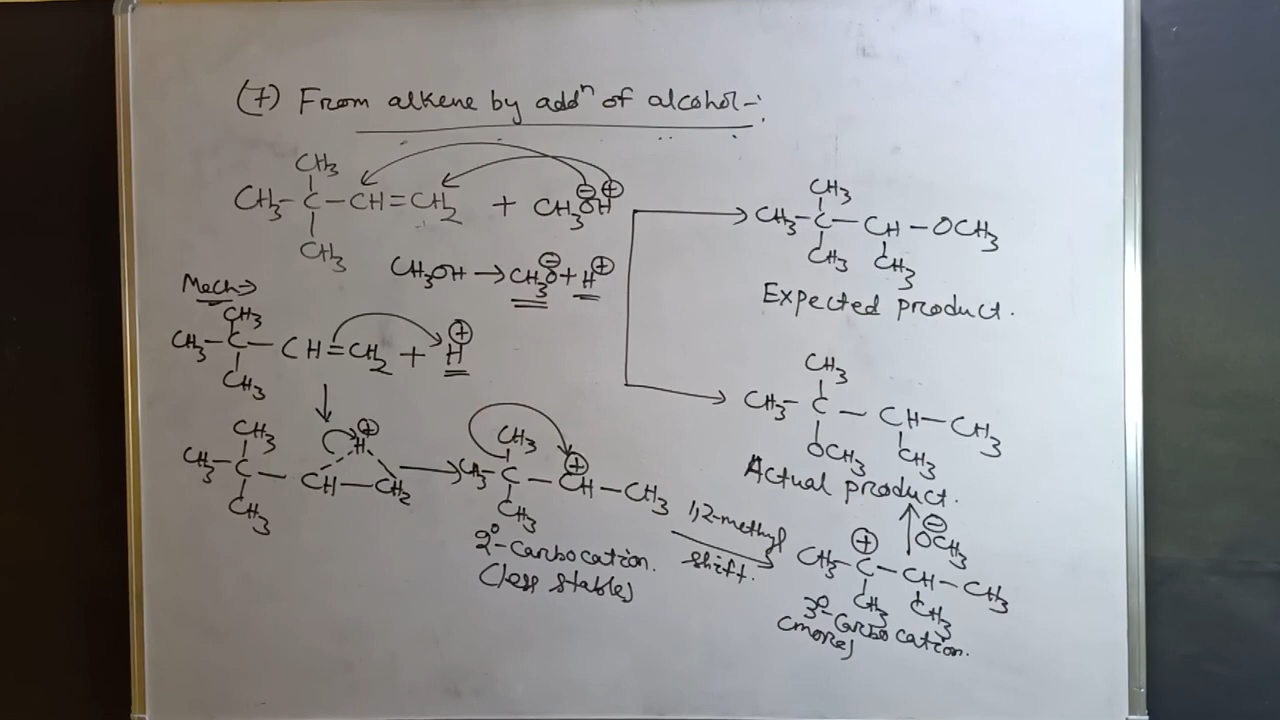 (7) From alkene by addⁿ of alcohol-:
CH3
CH3-C-CH=CH2 + CH3OH
CH3
⊖ ⊕
CH3OH → CH3O⊖ + H⊕
CH3
CH3-C-CH-OCH3
CH3 CH3
Expected product.
CH3
CH3-C-CH-CH3
OCH3 CH3
Actual product.
Mech→
CH3
CH3-C-CH=CH2 + H⊕
CH3
↓
CH3 H⊕
CH3-C-CH-CH2 →
CH3
CH3 ⊕
CH3-C-CH-CH3
CH3
2°-Carbocation.
(less stable)
1,2-methyl
shift.
↑ ⊖OCH3
⊕
CH3-C-CH-CH3
CH3 CH3
3°-Carbocation.
(more)